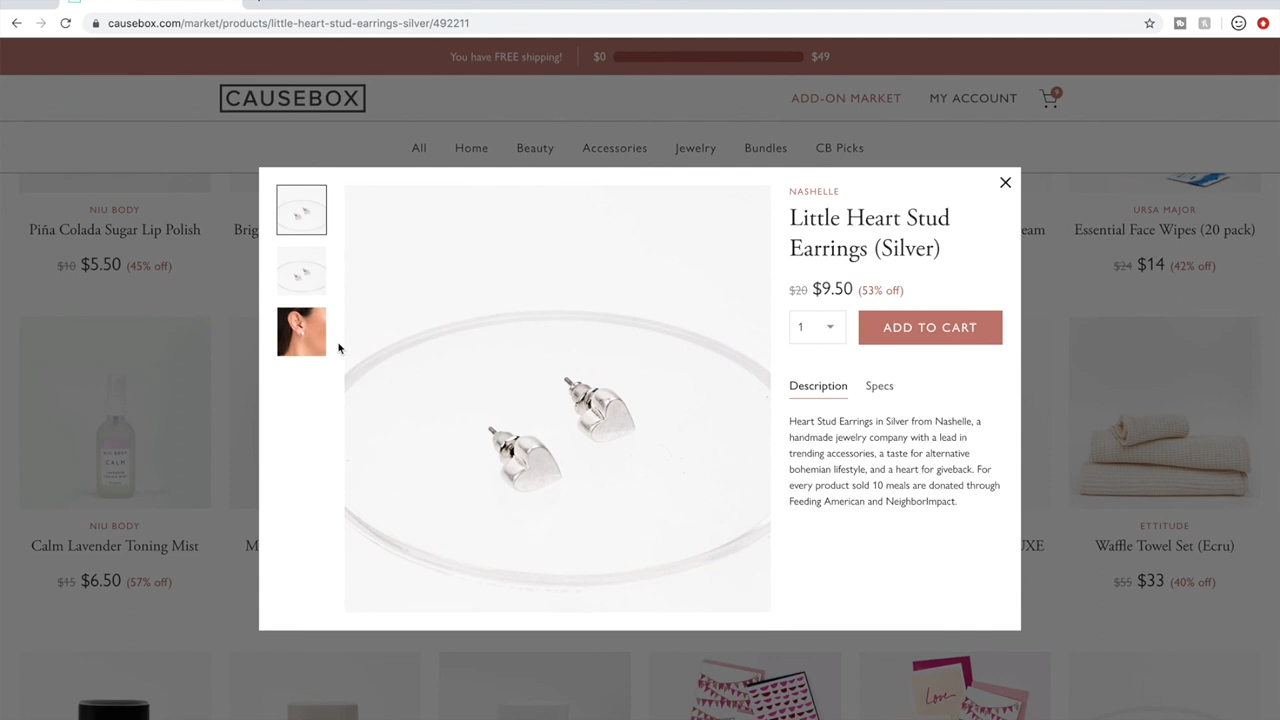 causebox.com/market/products/little-heart-stud-earrings-silver/492211
You have FREE shipping!
$0
$49
CAUSEBOX
ADD-ON MARKET
MY ACCOUNT
9
All
Home
Beauty
Accessories
Jewelry
Bundles
CB Picks
NIU BODY
Piña Colada Sugar Lip Polish
$10 $5.50 (45% off)
URSA MAJOR
Essential Face Wipes (20 pack)
$24 $14 (42% off)
NASHELLE
Little Heart Stud
Earrings (Silver)
$20 $9.50 (53% off)
1
ADD TO CART
Description
Specs
Heart Stud Earrings in Silver from Nashelle, a
handmade jewelry company with a lead in
trending accessories, a taste for alternative
bohemian lifestyle, and a heart for giveback. For
every product sold 10 meals are donated through
Feeding American and NeighborImpact.
NIU BODY
CALM
NIU BODY
Calm Lavender Toning Mist
$15 $6.50 (57% off)
ETTITUDE
Waffle Towel Set (Ecru)
$55 $33 (40% off)
Love